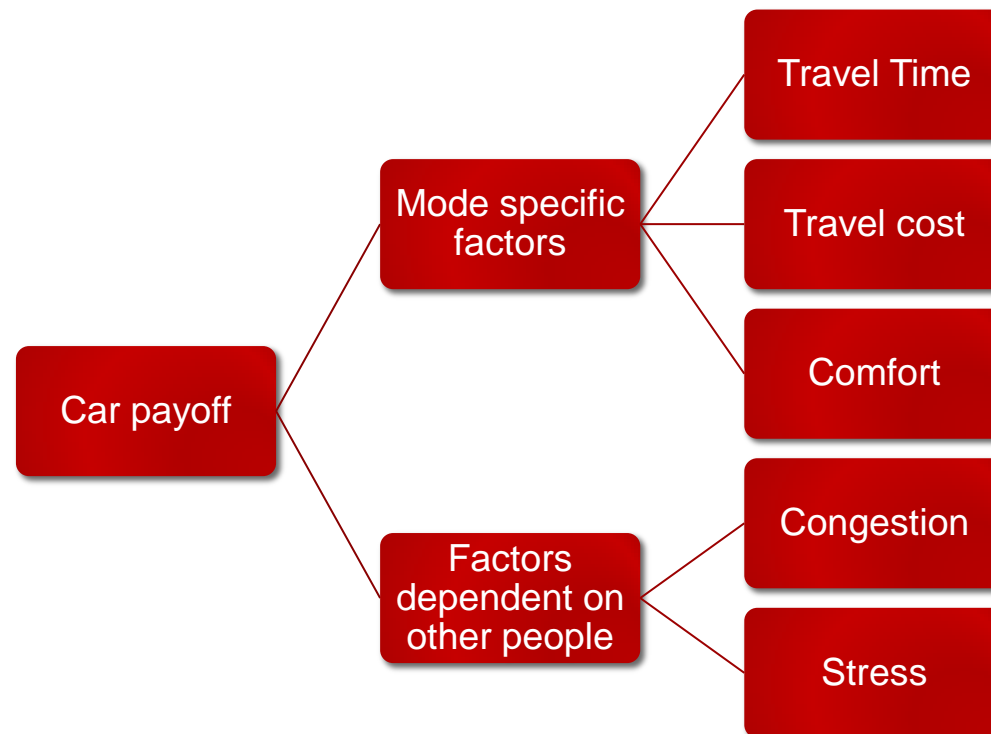 Car payoff
Mode specific
factors
Travel Time
Travel cost
Comfort
Factors
dependent on
other people
Congestion
Stress